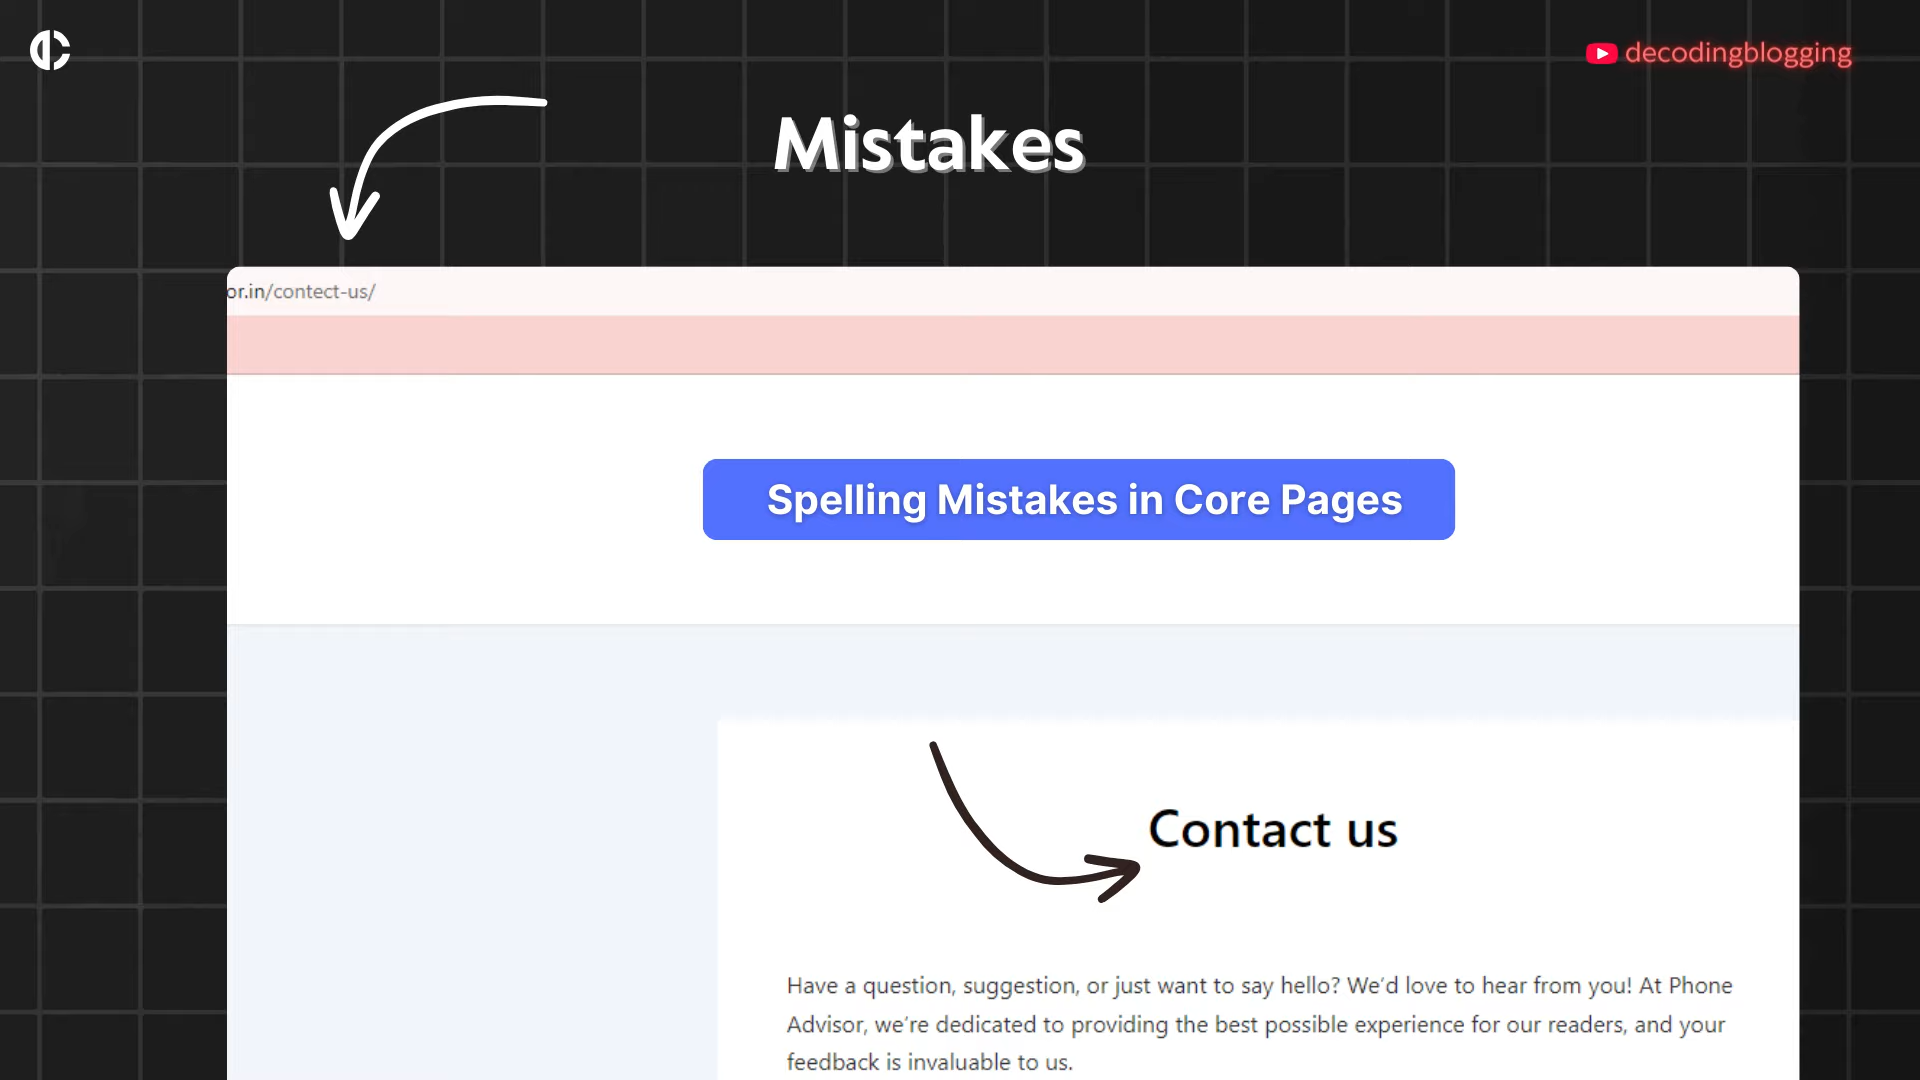 decodingblogging
Mistakes
or.in/contect-us/
Spelling Mistakes in Core Pages
Contact us
Have a question, suggestion, or just want to say hello? We’d love to hear from you! At Phone
Advisor, we’re dedicated to providing the best possible experience for our readers, and your
feedback is invaluable to us.